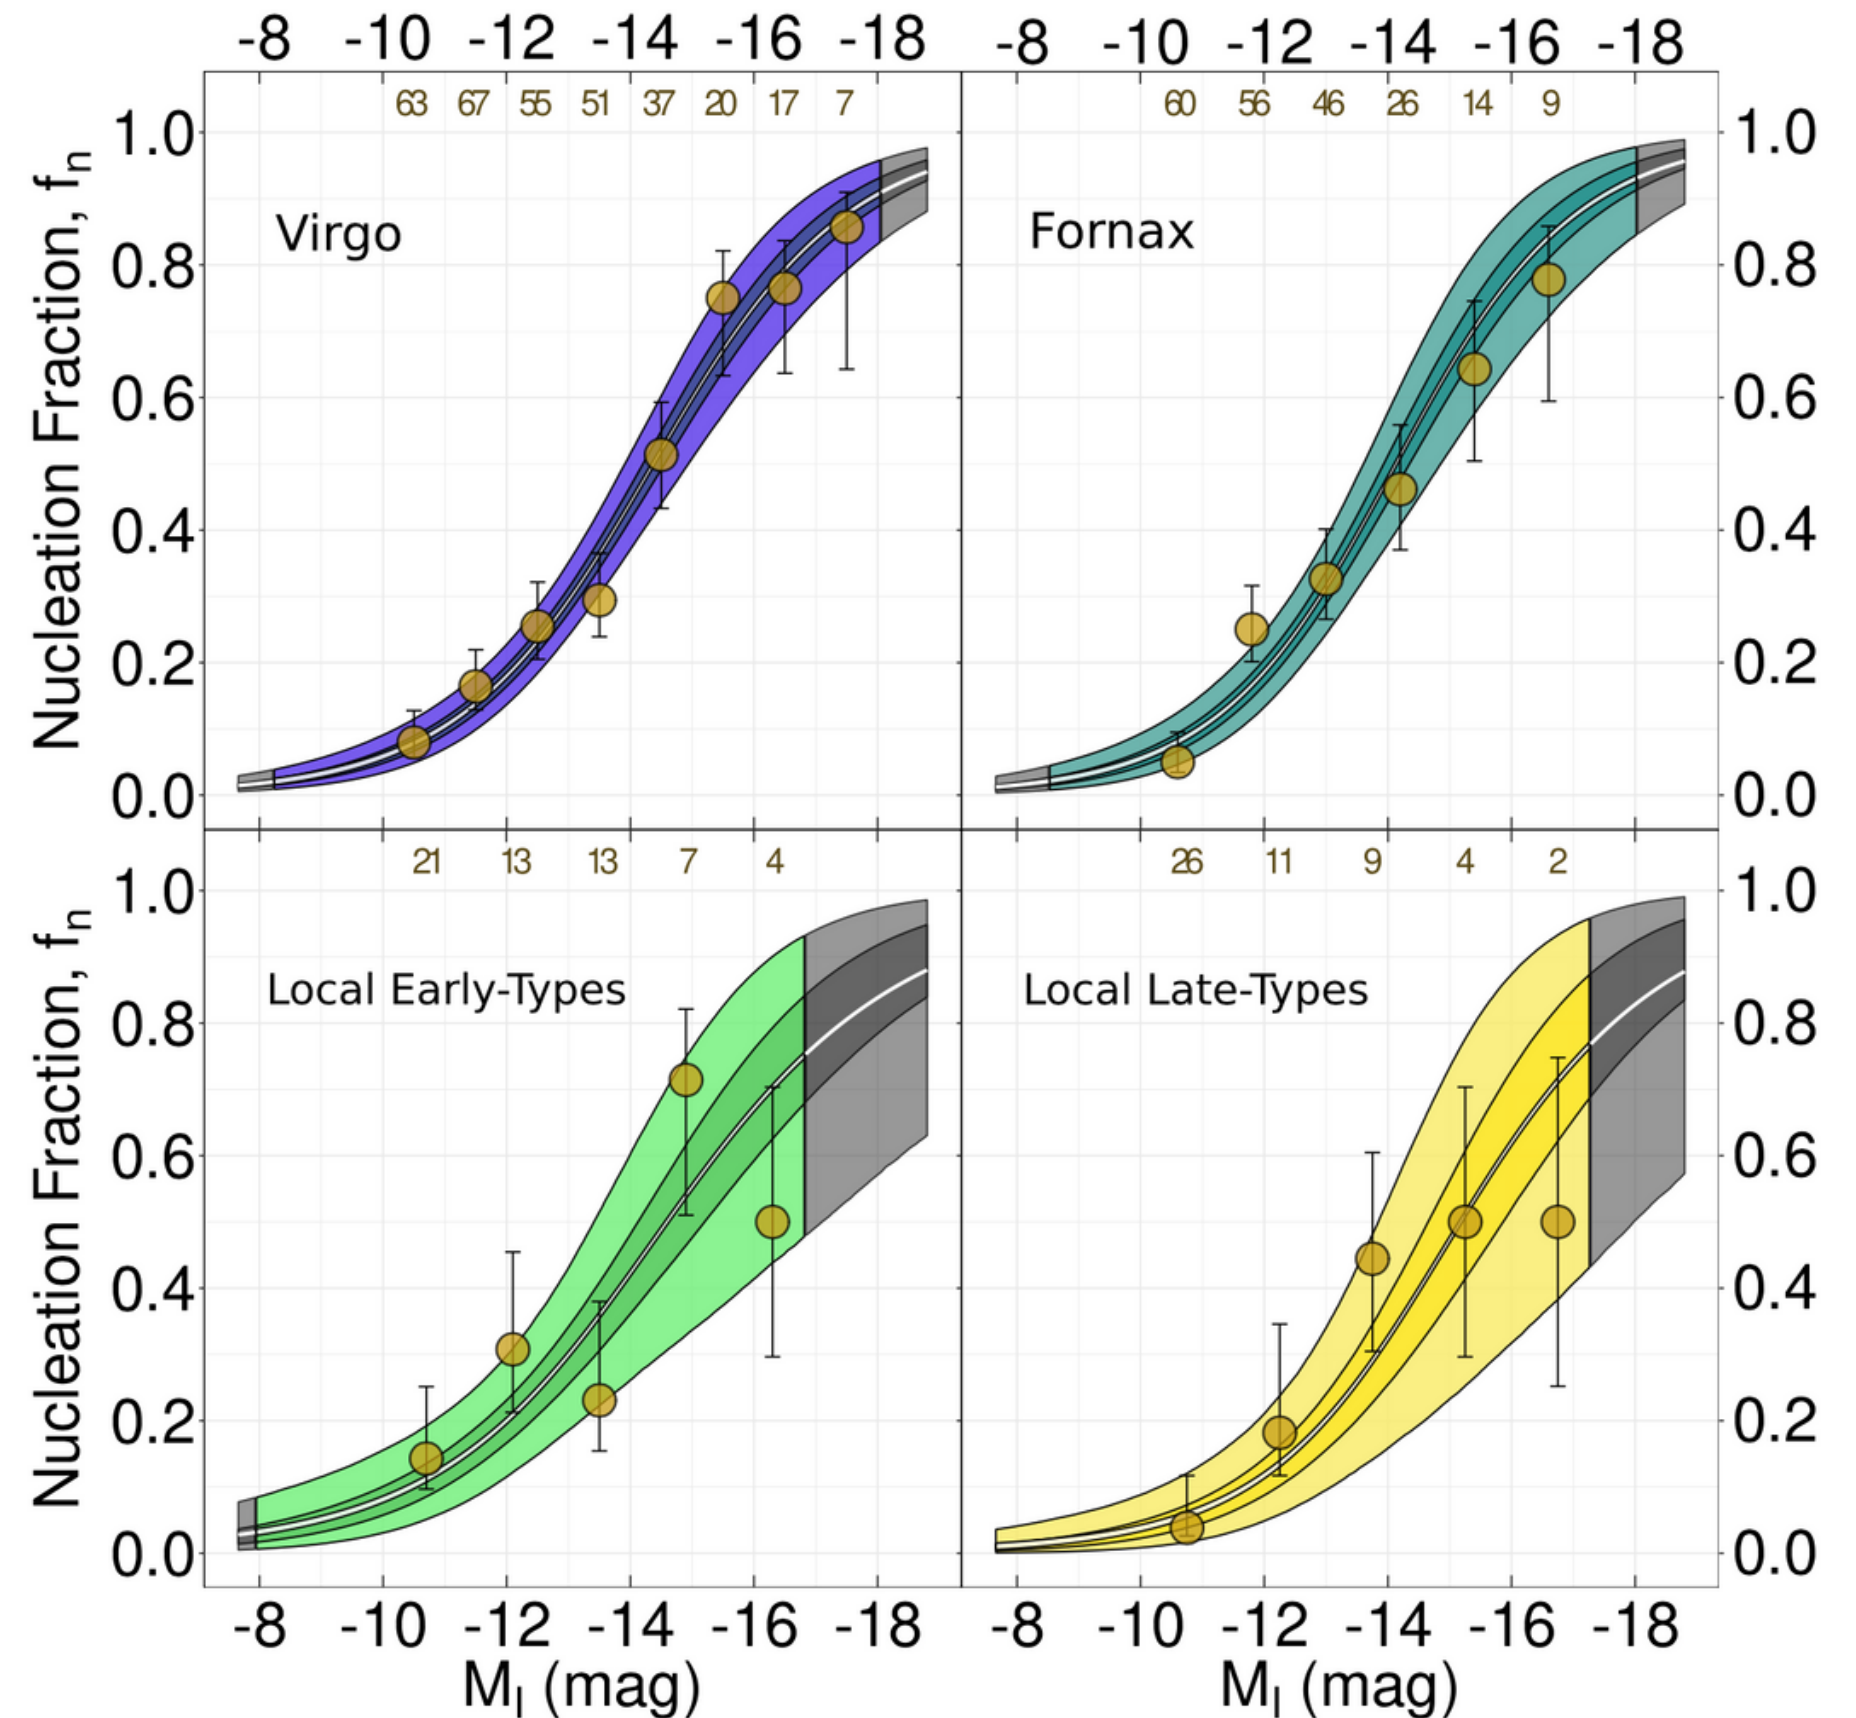 -8 -10 -12 -14 -16 -18 -8 -10 -12 -14 -16 -18
63 67 55 51 37 20 17 7
60 56 46 26 14 9
Nucleation Fraction, fn
1.0
0.8
0.6
0.4
0.2
0.0
Virgo
Fornax
1.0
0.8
0.6
0.4
0.2
0.0
21 13 13 7 4
26 11 9 4 2
Nucleation Fraction, fn
1.0
0.8
0.6
0.4
0.2
0.0
Local Early-Types
Local Late-Types
1.0
0.8
0.6
0.4
0.2
0.0
-8 -10 -12 -14 -16 -18 -8 -10 -12 -14 -16 -18
MI (mag)
MI (mag)